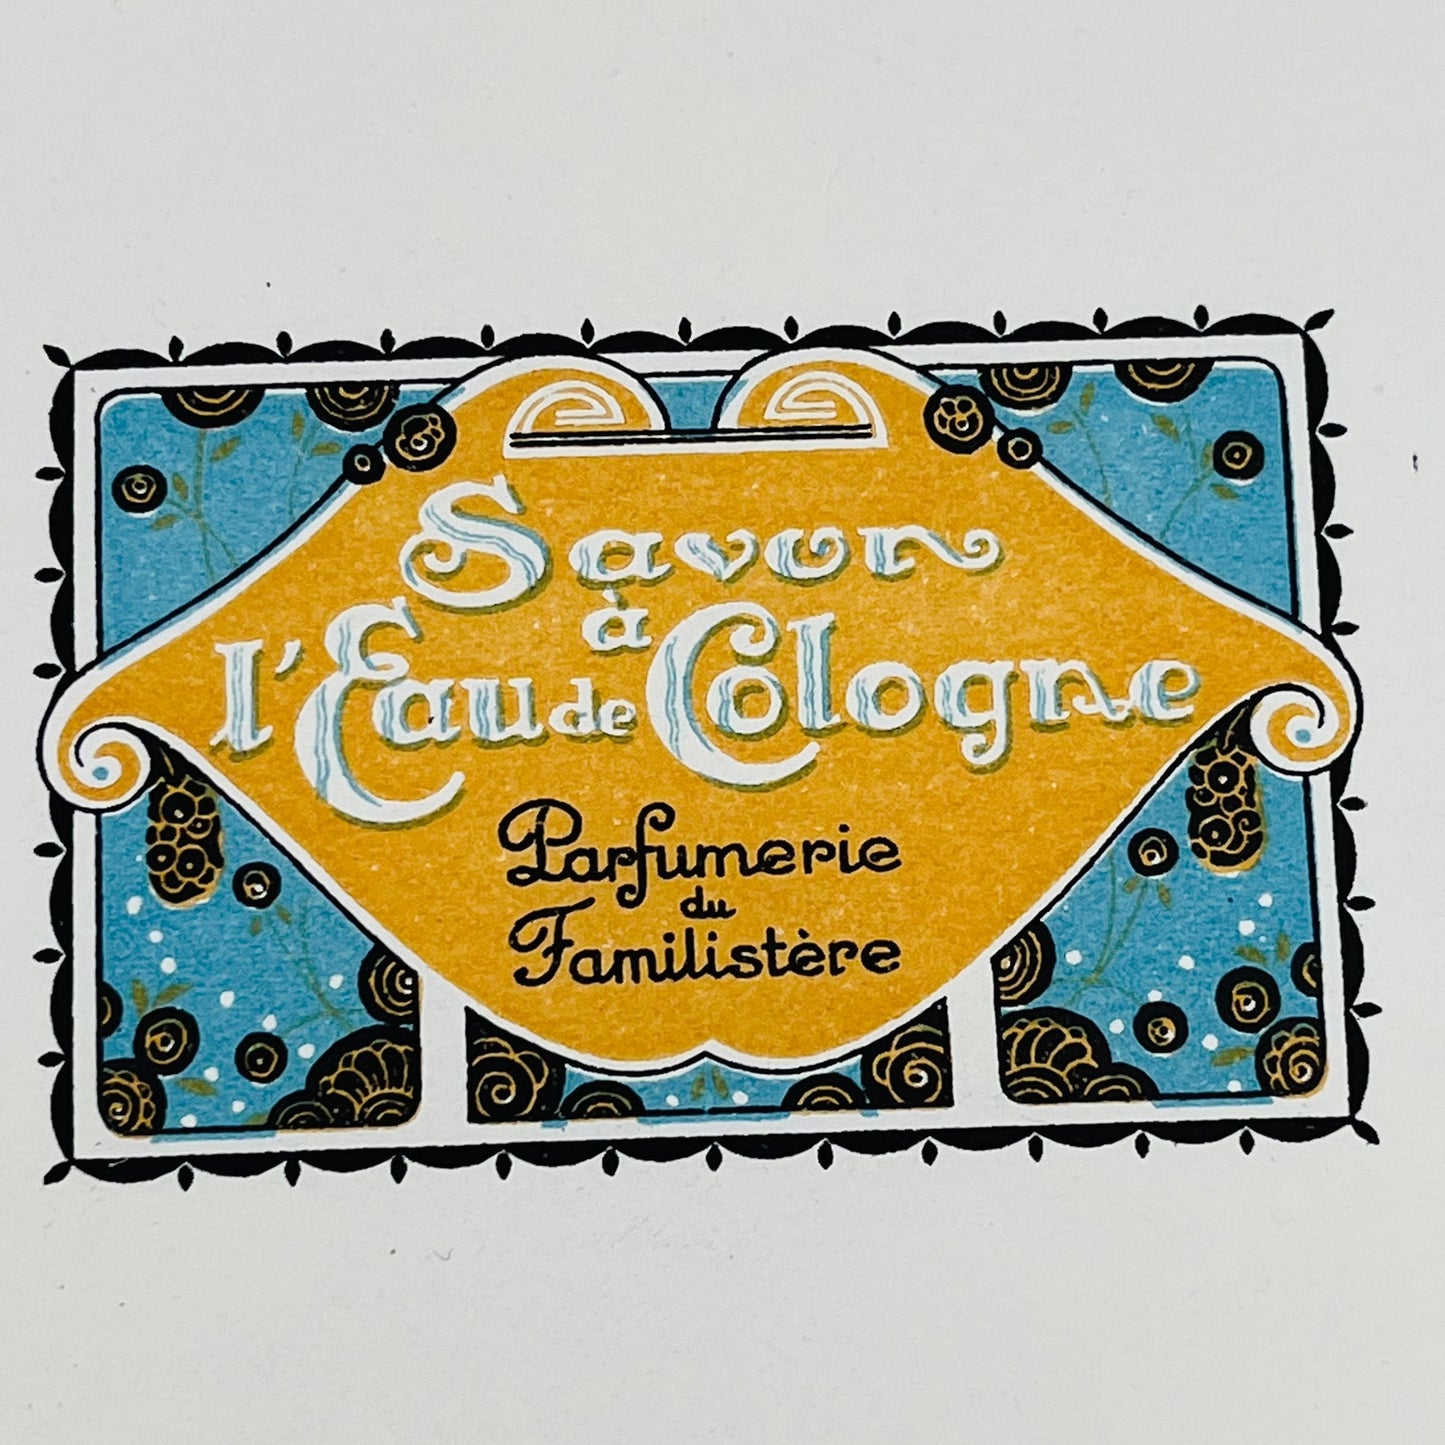 Savon
à
l'Eau de Cologne
Parfumerie
du
Familistère